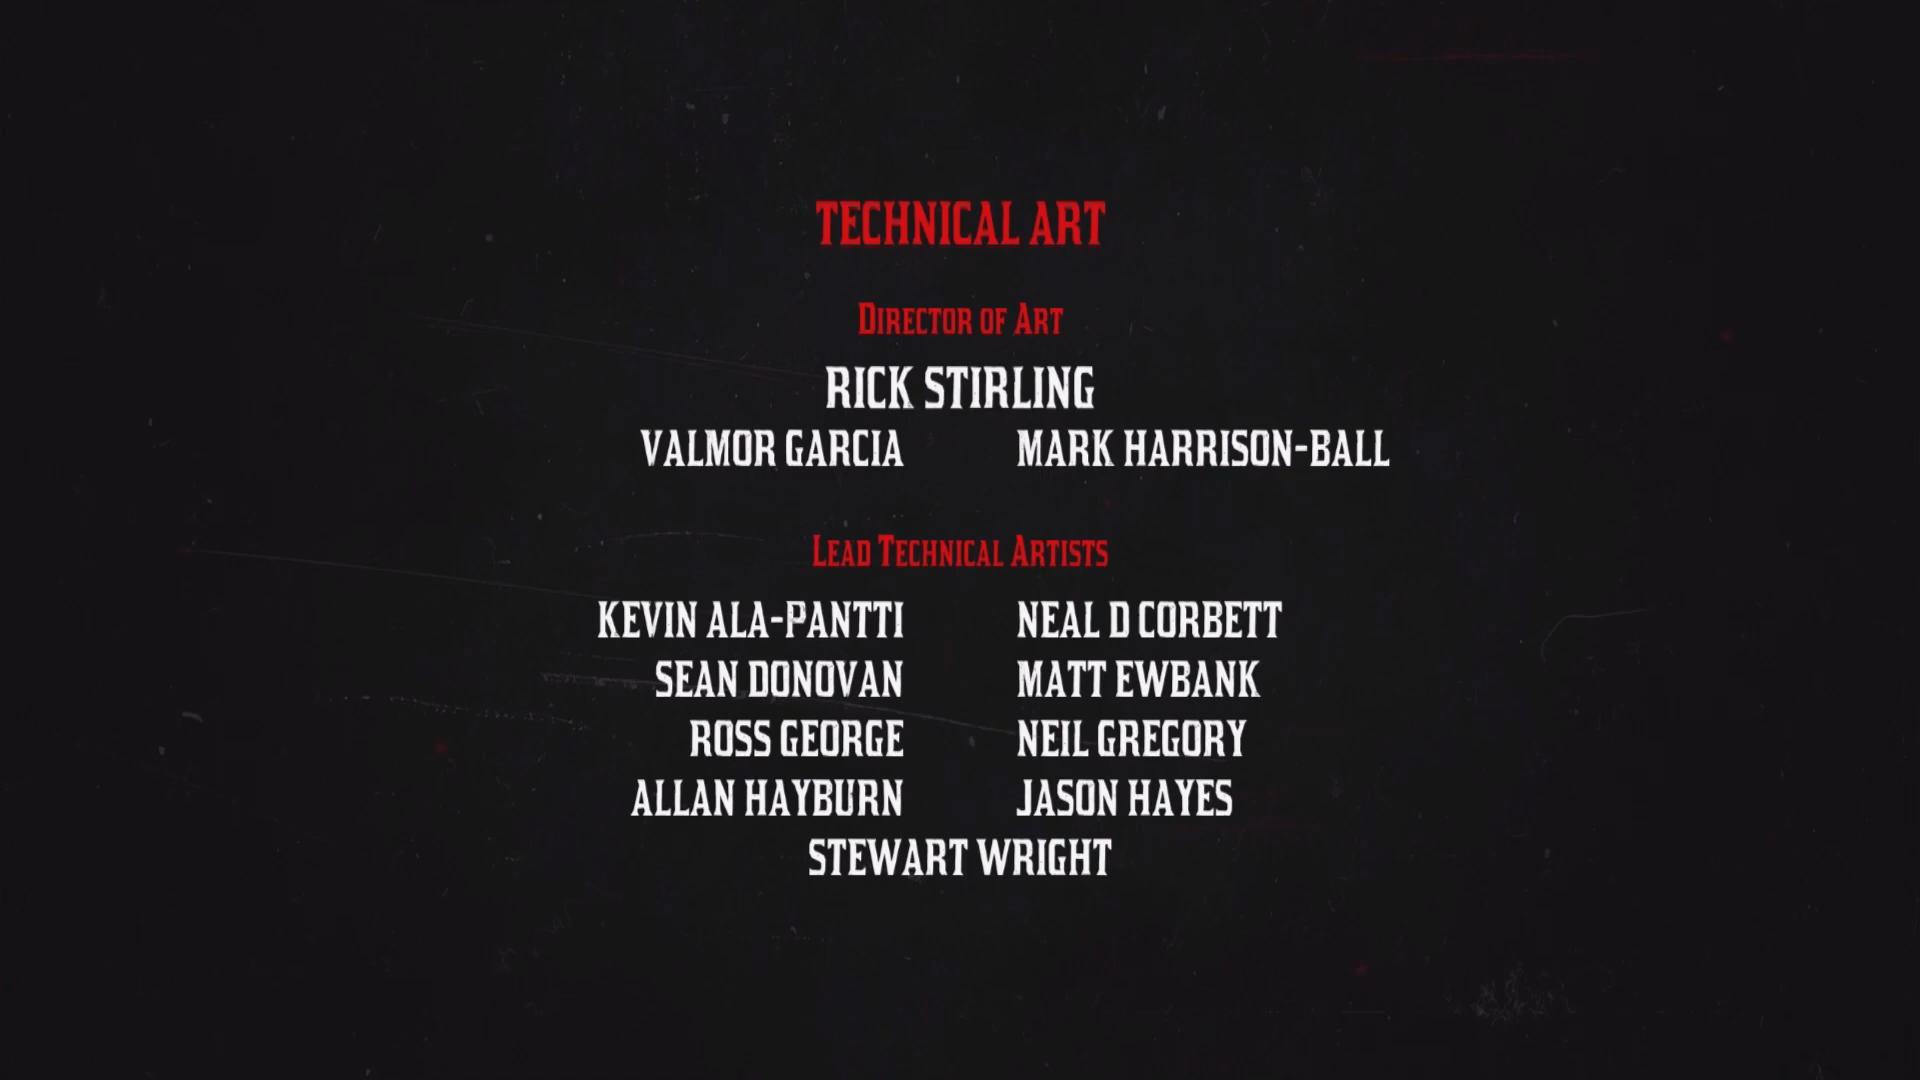 TECHNICAL ART
DIRECTOR OF ART
RICK STIRLING
VALMOR GARCIA MARK HARRISON-BALL
LEAD TECHNICAL ARTISTS
KEVIN ALA-PANTTI NEAL D CORBETT
SEAN DONOVAN MATT EWBANK
ROSS GEORGE NEIL GREGORY
ALLAN HAYBURN JASON HAYES
STEWART WRIGHT